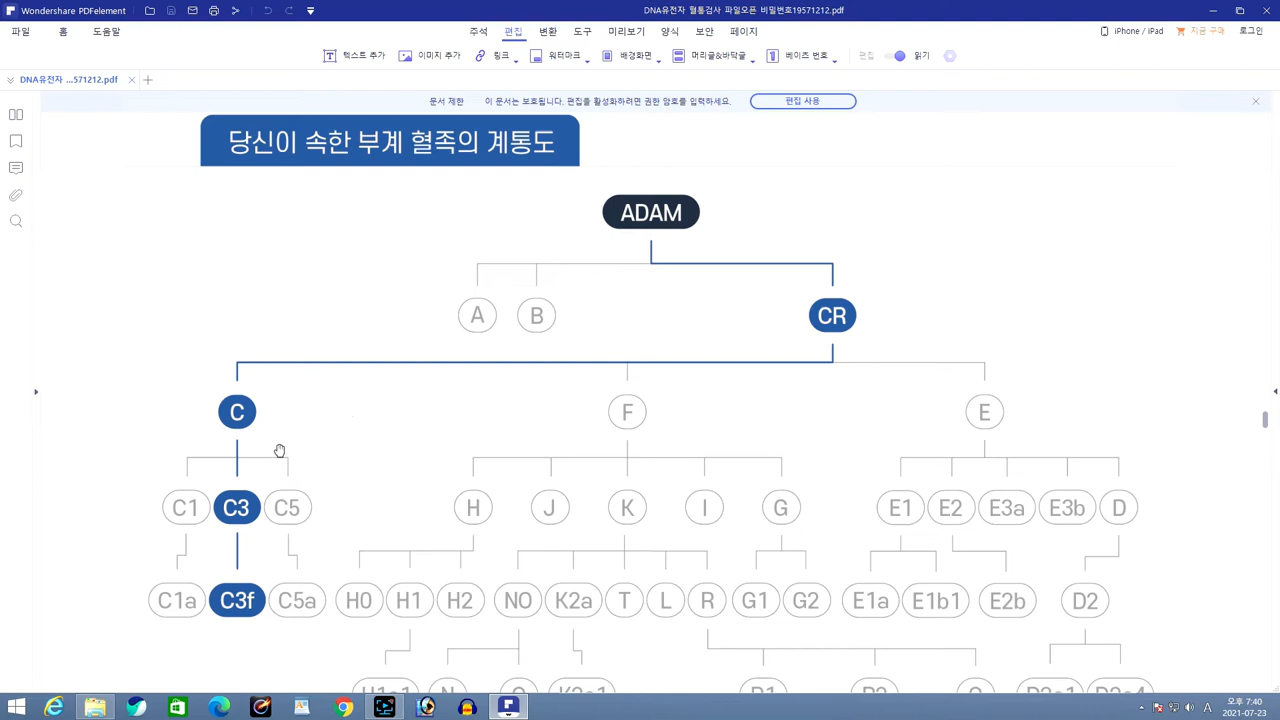 Wondershare PDFelement
DNA유전자 혈통검사 파일오픈 비밀번호19571212.pdf
파일 홈 도움말 주석 편집 변환 도구 미리보기 양식 보안 페이지 iPhone / iPad 지금 구매 로그인
텍스트 추가 이미지 추가 링크 워터마크 배경화면 머리글&바닥글 베이츠 번호 편집 읽기
DNA유전자 ...571212.pdf
문서 제한 이 문서는 보호됩니다. 편집을 활성화하려면 권한 암호를 입력하세요. 편집 사용
당신이 속한 부계 혈족의 계통도
ADAM
A B CR
C F E
C1 C3 C5 H J K I G E1 E2 E3a E3b D
C1a C3f C5a H0 H1 H2 NO K2a T L R G1 G2 E1a E1b1 E2b D2
오후 7:40
2021-07-23